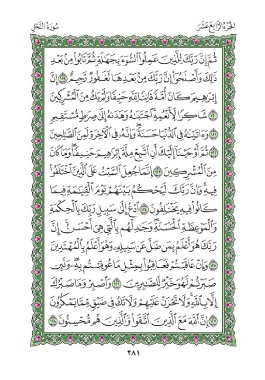 الجزء الرابع عشر
سورة النحل
ثُمَّ إِنَّ رَبَّكَ لِلَّذِينَ عَمِلُوا۟ ٱلسُّوٓءَ بِجَهَٰلَةٍ ثُمَّ تَابُوا۟ مِنۢ بَعْدِ
ذَٰلِكَ وَأَصْلَحُوٓا۟ إِنَّ رَبَّكَ مِنۢ بَعْدِهَا لَغَفُورٌ رَّحِيمٌ ١١٩ إِنَّ
إِبْرَٰهِيمَ كَانَ أُمَّةً قَانِتًا لِّلَّهِ حَنِيفًا وَلَمْ يَكُ مِنَ ٱلْمُشْرِكِينَ
١٢٠ شَاكِرًا لِّأَنْعُمِهِ ٱجْتَبَىٰهُ وَهَدَىٰهُ إِلَىٰ صِرَٰطٍ مُّسْتَقِيمٍ
١٢١ وَءَاتَيْنَٰهُ فِى ٱلدُّنْيَا حَسَنَةً وَإِنَّهُۥ فِى ٱلْءَاخِرَةِ لَمِنَ ٱلصَّٰلِحِينَ
١٢٢ ثُمَّ أَوْحَيْنَآ إِلَيْكَ أَنِ ٱتَّبِعْ مِلَّةَ إِبْرَٰهِيمَ حَنِيفًا وَمَا كَانَ
مِنَ ٱلْمُشْرِكِينَ ١٢٣ إِنَّمَا جُعِلَ ٱلسَّبْتُ عَلَى ٱلَّذِينَ ٱخْتَلَفُوا۟
فِيهِ وَإِنَّ رَبَّكَ لَيَحْكُمُ بَيْنَهُمْ يَوْمَ ٱلْقِيَٰمَةِ فِيمَا
كَانُوا۟ فِيهِ يَخْتَلِفُونَ ١٢٤ ٱدْعُ إِلَىٰ سَبِيلِ رَبِّكَ بِٱلْحِكْمَةِ
وَٱلْمَوْعِظَةِ ٱلْحَسَنَةِ وَجَٰدِلْهُم بِٱلَّتِى هِىَ أَحْسَنُ إِنَّ
رَبَّكَ هُوَ أَعْلَمُ بِمَن ضَلَّ عَن سَبِيلِهِۦ وَهُوَ أَعْلَمُ بِٱلْمُهْتَدِينَ
١٢٥ وَإِنْ عَاقَبْتُمْ فَعَاقِبُوا۟ بِمِثْلِ مَا عُوقِبْتُم بِهِۦ وَلَئِن
صَبَرْتُمْ لَهُوَ خَيْرٌ لِّلصَّٰبِرِينَ ١٢٦ وَٱصْبِرْ وَمَا صَبْرُكَ
إِلَّا بِٱللَّهِ وَلَا تَحْزَنْ عَلَيْهِمْ وَلَا تَكُ فِى ضَيْقٍ مِّمَّا يَمْكُرُونَ
١٢٧ إِنَّ ٱللَّهَ مَعَ ٱلَّذِينَ ٱتَّقَوا۟ وَّٱلَّذِينَ هُم مُّحْسِنُونَ ١٢٨
٢٨١